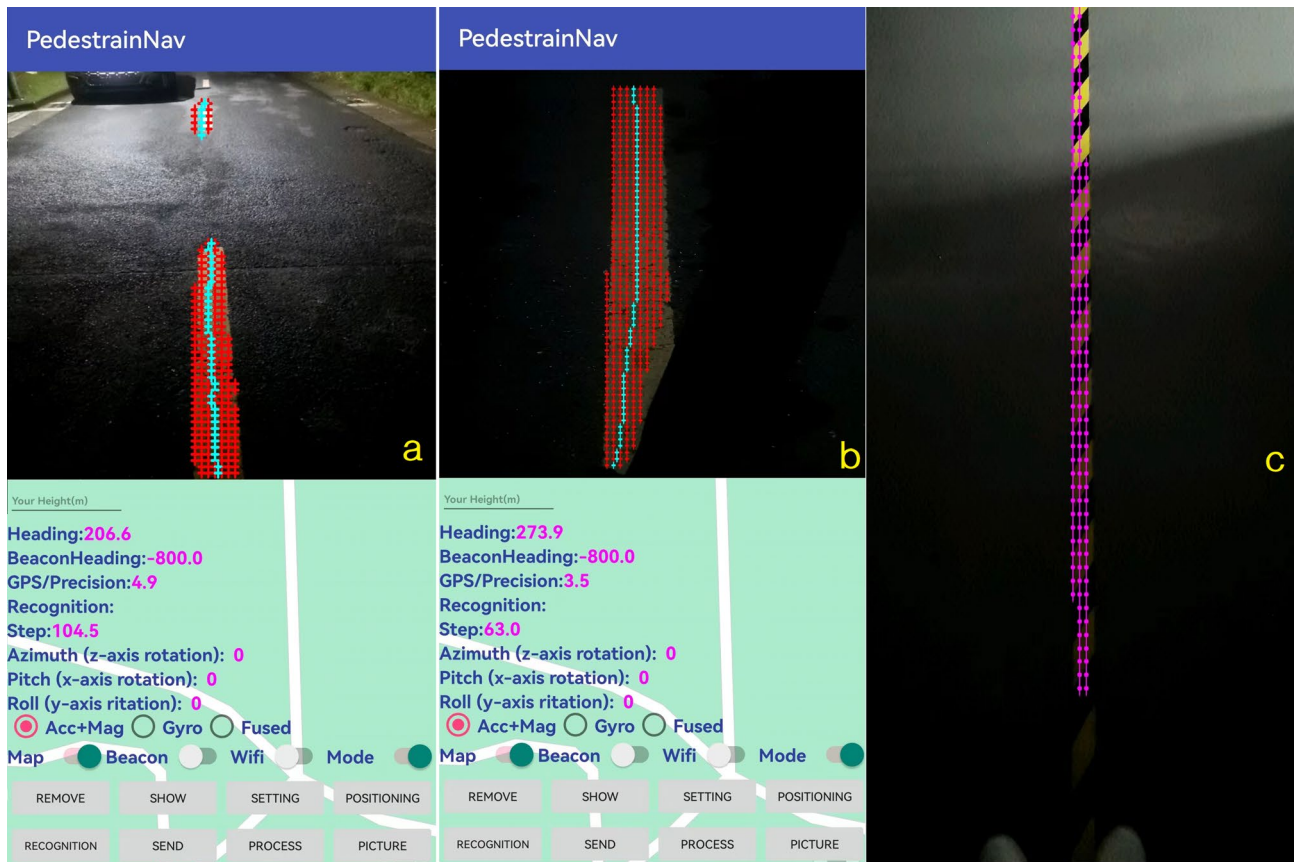 PedestrainNav
a
Your Height(m)
Heading:206.6
BeaconHeading:-800.0
GPS/Precision:4.9
Recognition:
Step:104.5
Azimuth (z-axis rotation): 0
Pitch (x-axis rotation): 0
Roll (y-axis ritation): 0
Acc+Mag Gyro Fused
Map Beacon Wifi Mode
REMOVE SHOW SETTING POSITIONING
RECOGNITION SEND PROCESS PICTURE
PedestrainNav
b
Your Height(m)
Heading:273.9
BeaconHeading:-800.0
GPS/Precision:3.5
Recognition:
Step:63.0
Azimuth (z-axis rotation): 0
Pitch (x-axis rotation): 0
Roll (y-axis ritation): 0
Acc+Mag Gyro Fused
Map Beacon Wifi Mode
REMOVE SHOW SETTING POSITIONING
RECOGNITION SEND PROCESS PICTURE
c